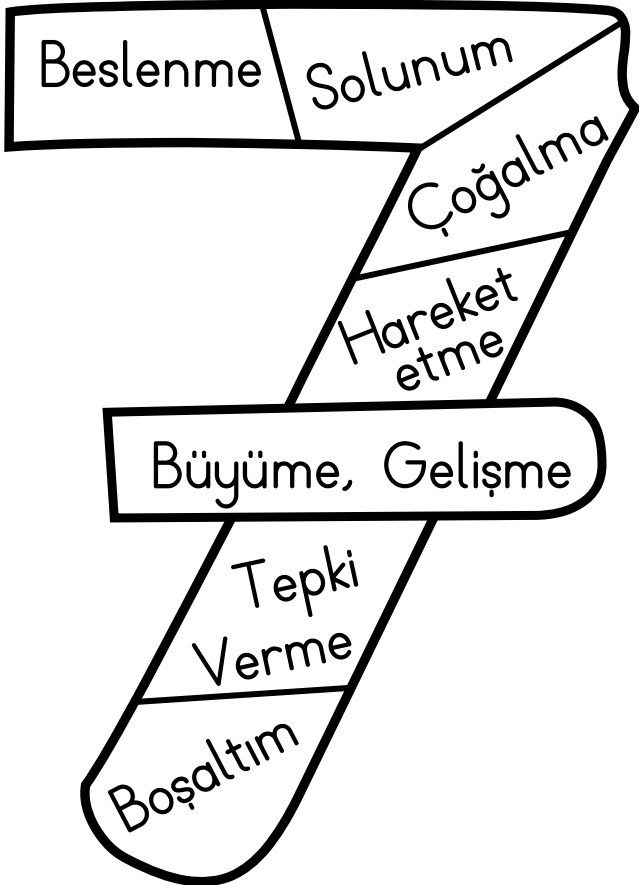 Beslenme
Solunum
Çoğalma
Hareket
etme
Büyüme, Gelişme
Tepki
Verme
Boşaltım